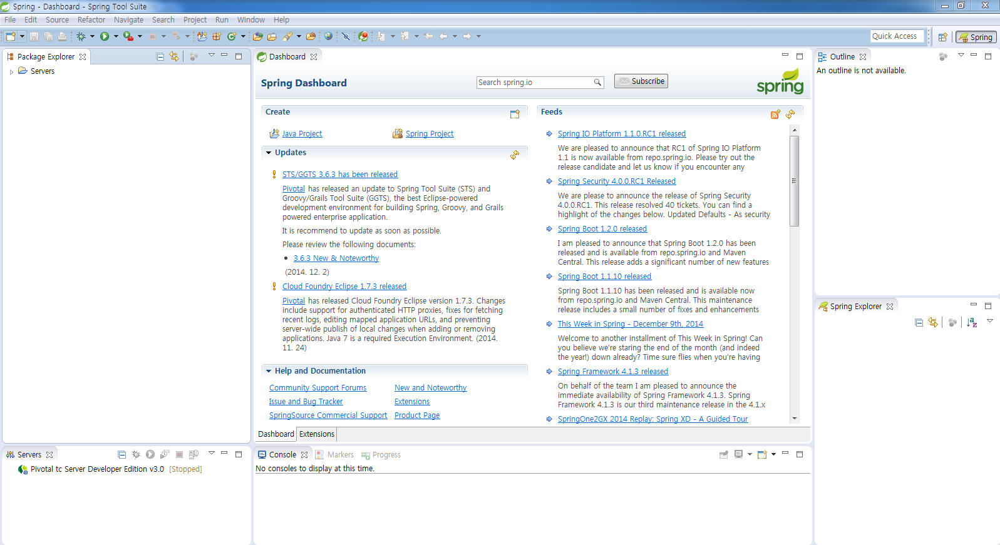 Spring - Dashboard - Spring Tool Suite
File Edit Source Refactor Navigate Search Project Run Window Help
Quick Access
Spring
Package Explorer
Servers
Dashboard
Spring Dashboard
Search spring.io
Subscribe
spring
Create
Java Project
Spring Project
Updates
STS/GGTS 3.6.3 has been released
Pivotal has released an update to Spring Tool Suite (STS) and
Groovy/Grails Tool Suite (GGTS), the best Eclipse-powered
development environment for building Spring, Groovy, and Grails
powered enterprise application.
It is recommend to update as soon as possible.
Please review the following documents:
• 3.6.3 New & Noteworthy
(2014. 12. 2)
Cloud Foundry Eclipse 1.7.3 released
Pivotal has released Cloud Foundry Eclipse version 1.7.3. Changes
include support for authenticated HTTP proxies, fixes for fetching
recent logs, editing mapped application URLs, and preventing
server-wide publish of local changes when adding or removing
applications. Java 7 is a required Execution Environment. (2014.
11. 24)
Help and Documentation
Community Support Forums
New and Noteworthy
Issue and Bug Tracker
Extensions
SpringSource Commercial Support
Product Page
Feeds
Spring IO Platform 1.1.0.RC1 released
We are pleased to announce that RC1 of Spring IO Platform
1.1 is now available from repo.spring.io. Please try out the
release candidate and let us know if you encounter any
Spring Security 4.0.0.RC1 Released
We are please to announce the release of Spring Security
4.0.0.RC1. This release resolved 40 tickets. You can find a
highlight of the changes below. Updated Defaults - As security
Spring Boot 1.2.0 released
I am pleased to announce that Spring Boot 1.2.0 has been
released and is available from repo.spring.io and Maven
Central. This release adds a significant number of new features
Spring Boot 1.1.10 released
Spring Boot 1.1.10 has been released and is available now
from repo.spring.io and Maven Central. This maintenance
release includes a small number of fixes and enhancements
This Week in Spring - December 9th, 2014
Welcome to another installment of This Week in Spring! Can
you believe we're staring the end of the month (and indeed
the year!) down already? Time sure flies when you're having
Spring Framework 4.1.3 released
On behalf of the team I am pleased to announce the
immediate availability of Spring Framework 4.1.3. Spring
Framework 4.1.3 is our third maintenance release in the 4.1.x
SpringOne2GX 2014 Replay: Spring XD - A Guided Tour
Dashboard Extensions
Outline
An outline is not available.
Spring Explorer
Servers
Pivotal tc Server Developer Edition v3.0 [Stopped]
Console Markers Progress
No consoles to display at this time.